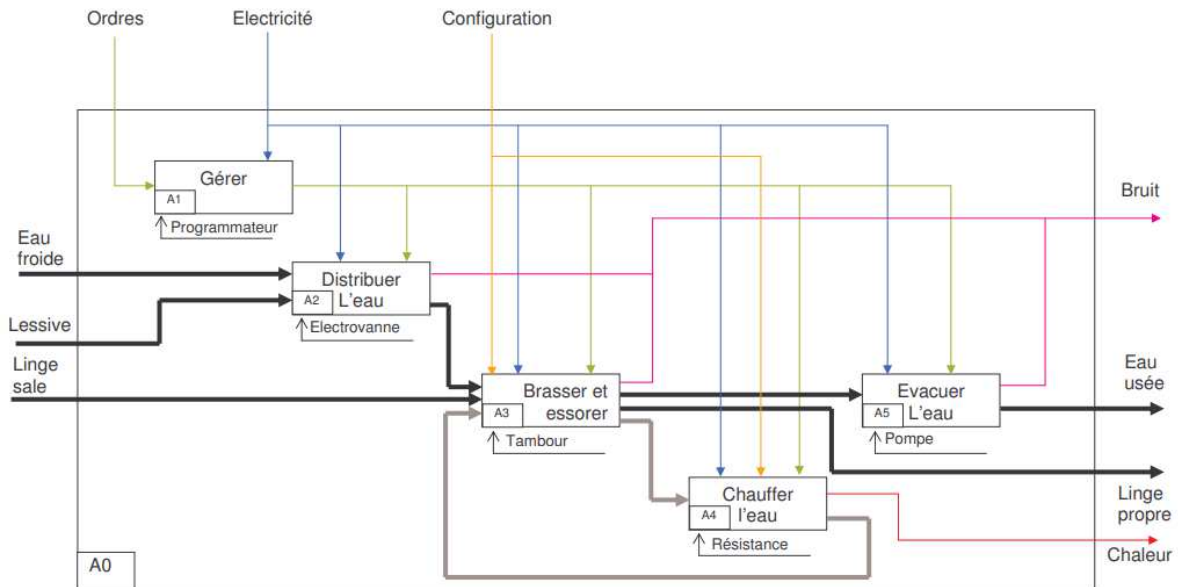 Ordres
Electricité
Configuration
Gérer
A1
Programmateur
Bruit
Eau
froide
Distribuer
L'eau
A2
Electrovanne
Lessive
Linge
sale
Brasser et
essorer
A3
Tambour
Evacuer
L'eau
A5
Pompe
Eau
usée
Chauffer
l'eau
A4
Résistance
Linge
propre
Chaleur
A0